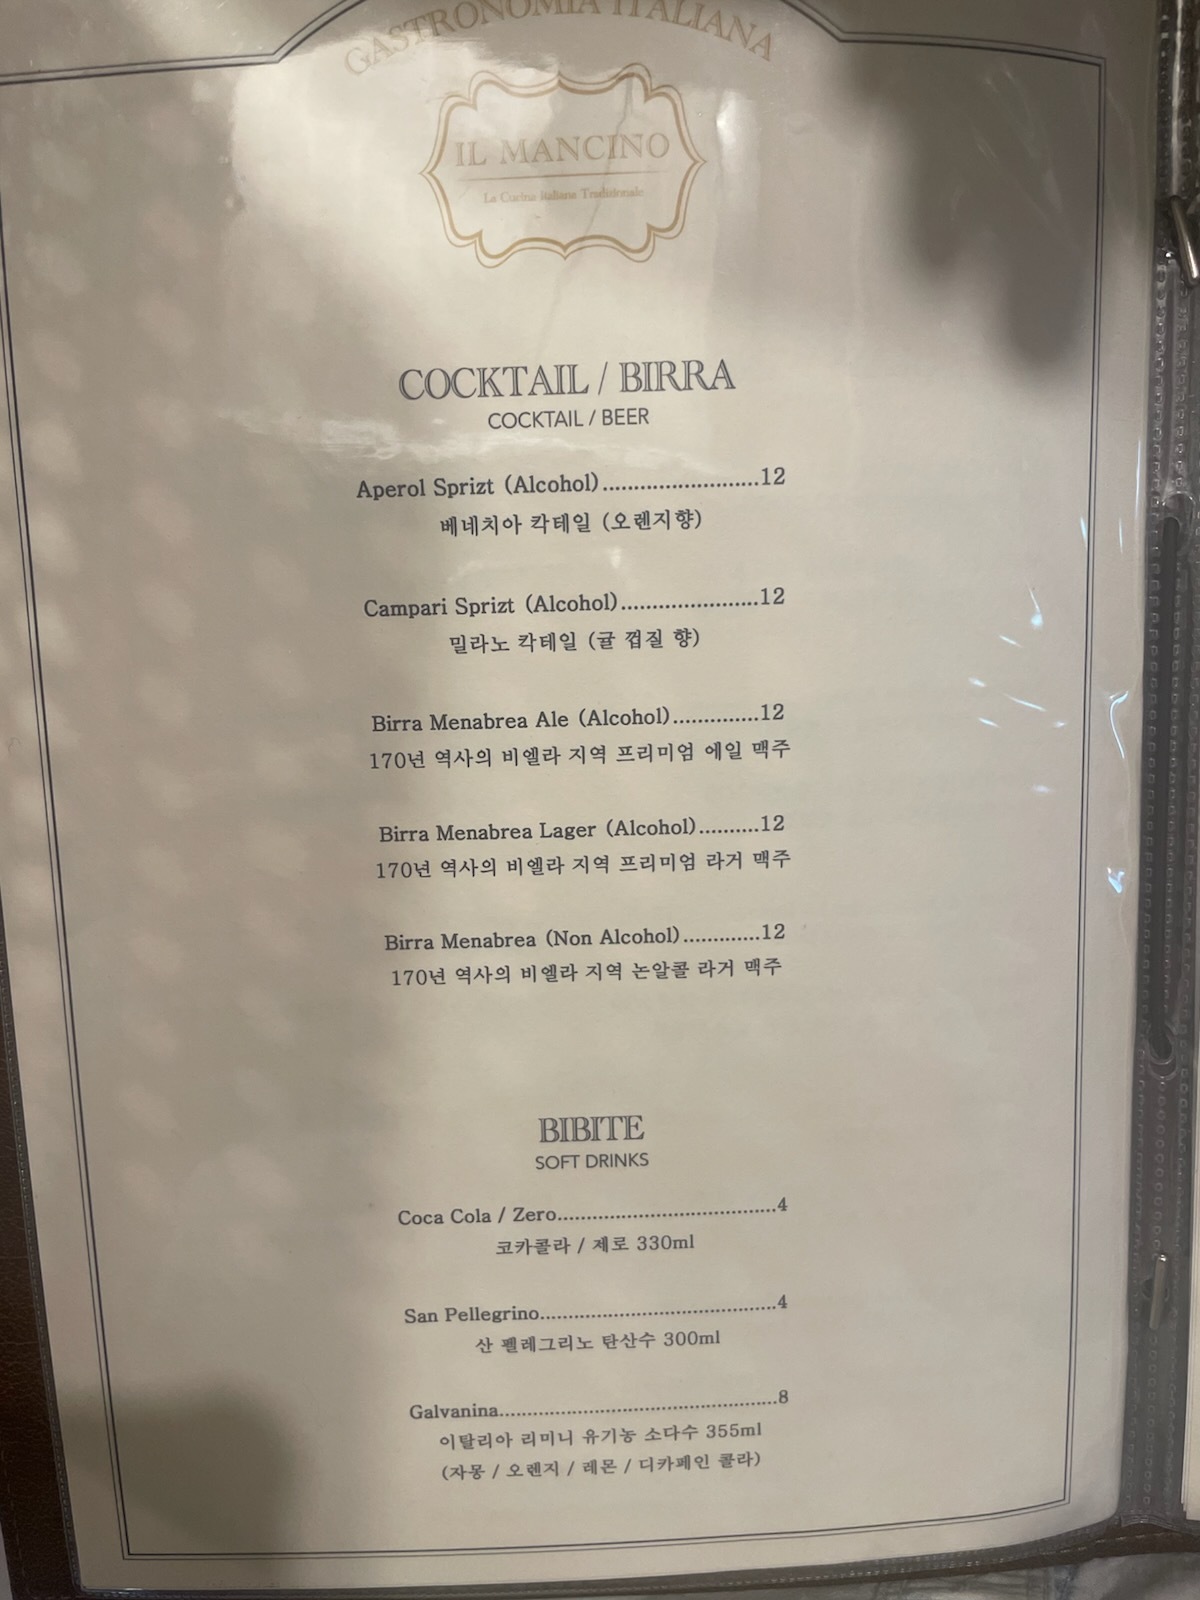 GASTRONOMIA ITALIANA
IL MANCINO
La Cucina Italiana Traditionale
COCKTAIL / BIRRA
COCKTAIL / BEER
Aperol Sprizt (Alcohol).........................12
베네치아 칵테일 (오렌지향)
Campari Sprizt (Alcohol)......................12
밀라노 칵테일 (귤 껍질 향)
Birra Menabrea Ale (Alcohol)..............12
170년 역사의 비엘라 지역 프리미엄 에일 맥주
Birra Menabrea Lager (Alcohol)..........12
170년 역사의 비엘라 지역 프리미엄 라거 맥주
Birra Menabrea (Non Alcohol).............12
170년 역사의 비엘라 지역 논알콜 라거 맥주
BIBITE
SOFT DRINKS
Coca Cola / Zero......................................4
코카콜라 / 제로 330ml
San Pellegrino.........................................4
산 펠레그리노 탄산수 300ml
Galvanina.................................................8
이탈리아 리미니 유기농 소다수 355ml
(자몽 / 오렌지 / 레몬 / 디카페인 콜라)